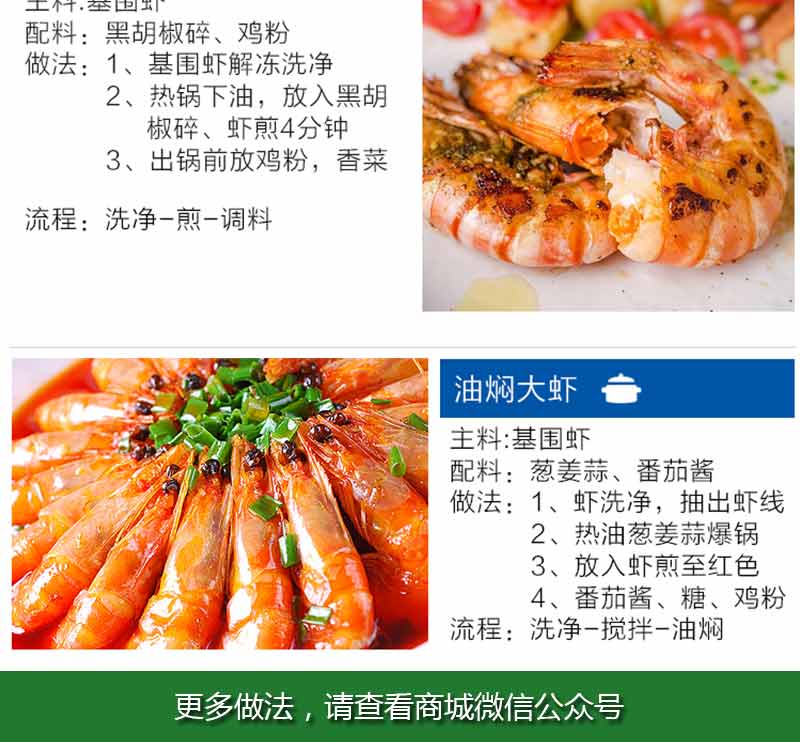 主料:基围虾
配料：黑胡椒碎、鸡粉
做法：1、基围虾解冻洗净
2、热锅下油，放入黑胡
椒碎、虾煎4分钟
3、出锅前放鸡粉，香菜
流程：洗净-煎-调料
油焖大虾
主料:基围虾
配料：葱姜蒜、番茄酱
做法：1、虾洗净，抽出虾线
2、热油葱姜蒜爆锅
3、放入虾煎至红色
4、番茄酱、糖、鸡粉
流程：洗净-搅拌-油焖
更多做法，请查看商城微信公众号